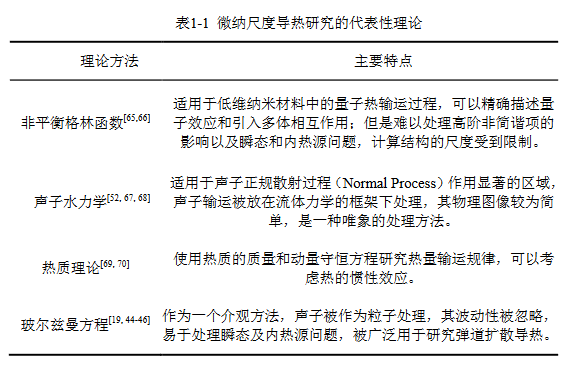 表1-1 微纳尺度导热研究的代表性理论
理论方法 主要特点
适用于低维纳米材料中的量子热输运过程，可以精确描述量
非平衡格林函数[65,66] 子效应和引入多体相互作用；但是难以处理高阶非简谐项的
影响以及瞬态和内热源问题，计算结构的尺度受到限制。
适用于声子正规散射过程（Normal Process）作用显著的区域，
声子水力学[52, 67, 68] 声子输运被放在流体力学的框架下处理，其物理图像较为简
单，是一种唯象的处理方法。
热质理论[69, 70] 使用热质的质量和动量守恒方程研究热量输运规律，可以考
虑热的惯性效应。
玻尔兹曼方程[19, 44-46] 作为一个介观方法，声子被作为粒子处理，其波动性被忽略，
易于处理瞬态及内热源问题，被广泛用于研究弹道扩散导热。